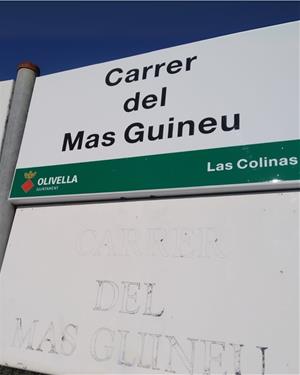 Carrer
del
Mas Guineu
OLIVELLA
AJUNTAMENT
Las Colinas
CARRER
DEL
MAS GUINEU